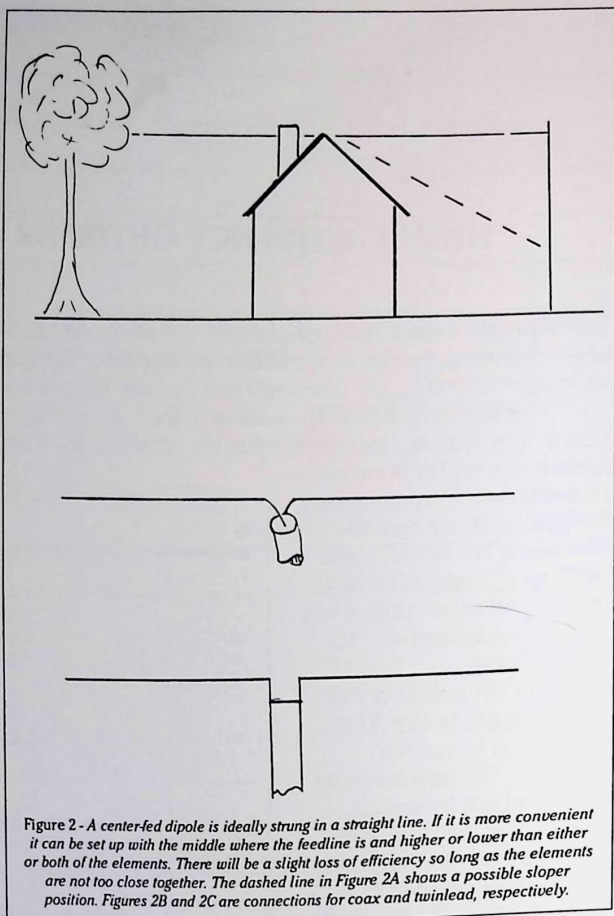 Figure 2 - A center-fed dipole is ideally strung in a straight line. If it is more convenient
it can be set up with the middle where the feedline is and higher or lower than either
or both of the elements. There will be a slight loss of efficiency so long as the elements
are not too close together. The dashed line in Figure 2A shows a possible sloper
position. Figures 2B and 2C are connections for coax and twinlead, respectively.